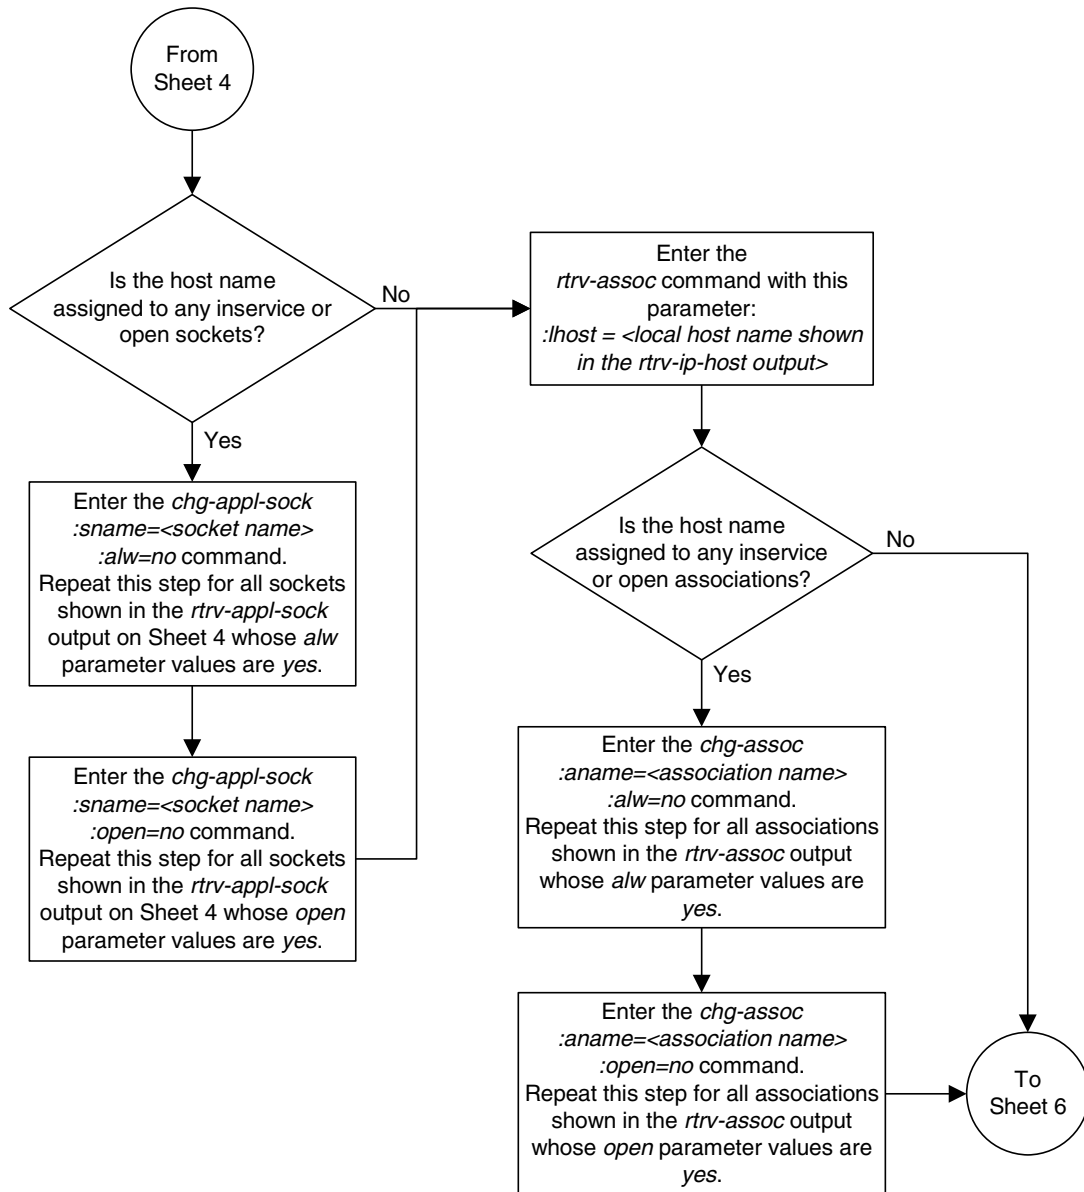 From
Sheet 4
Is the host name
assigned to any inservice or
open sockets?
No
Yes
Enter the chg-appl-sock
:sname=<socket name>
:alw=no command.
Repeat this step for all sockets
shown in the rtrv-appl-sock
output on Sheet 4 whose alw
parameter values are yes.
Enter the chg-appl-sock
:sname=<socket name>
:open=no command.
Repeat this step for all sockets
shown in the rtrv-appl-sock
output on Sheet 4 whose open
parameter values are yes.
Enter the
rtrv-assoc command with this
parameter:
:lhost = <local host name shown
in the rtrv-ip-host output>
Is the host name
assigned to any inservice
or open associations?
No
Yes
Enter the chg-assoc
:aname=<association name>
:alw=no command.
Repeat this step for all associations
shown in the rtrv-assoc output
whose alw parameter values are
yes.
Enter the chg-assoc
:aname=<association name>
:open=no command.
Repeat this step for all associations
shown in the rtrv-assoc output
whose open parameter values are
yes.
To
Sheet 6